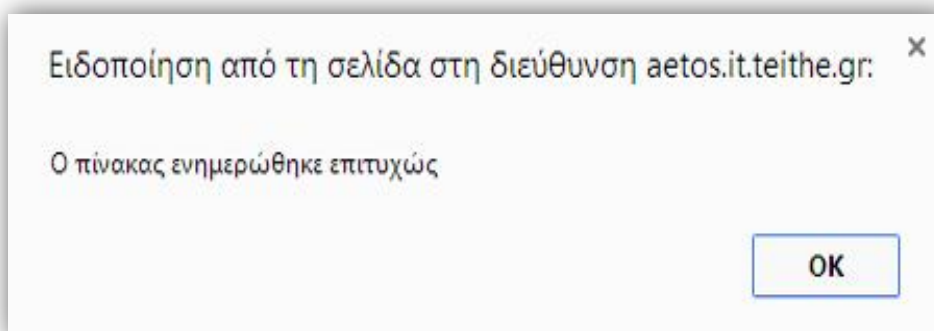 Ειδοποίηση από τη σελίδα στη διεύθυνση aetos.it.teithe.gr:
Ο πίνακας ενημερώθηκε επιτυχώς
OK